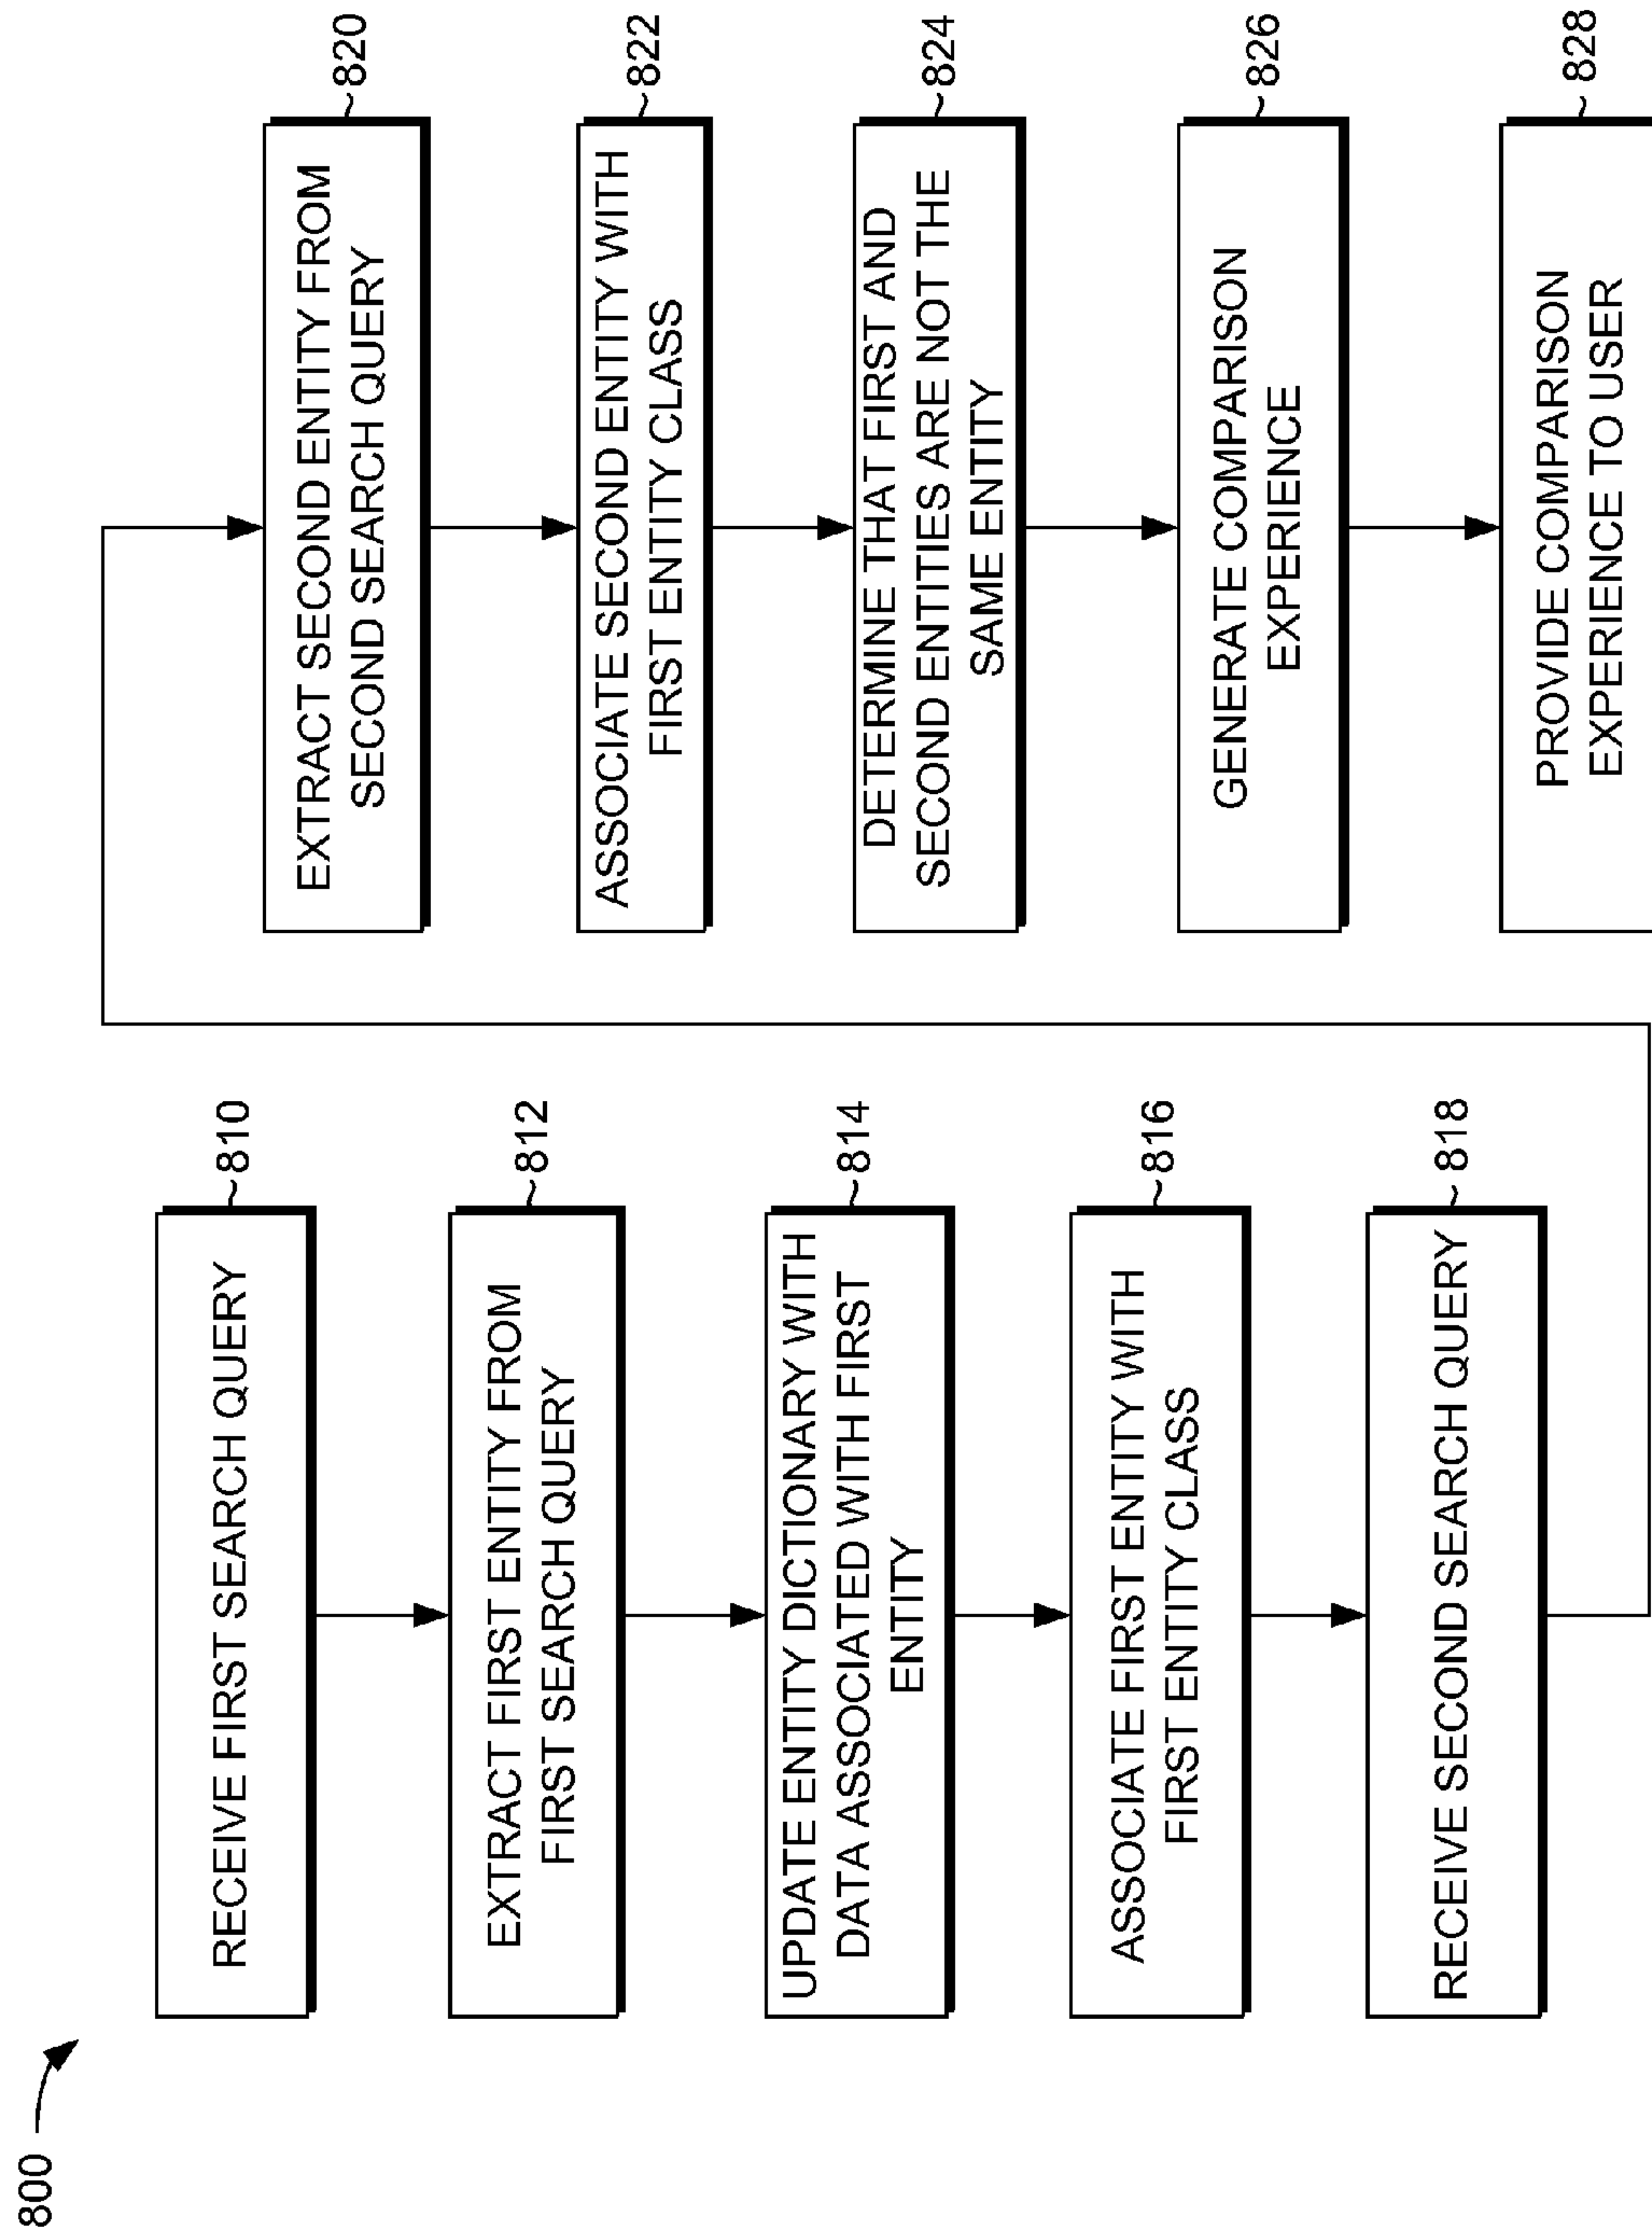 800
RECEIVE FIRST SEARCH QUERY
810
EXTRACT FIRST ENTITY FROM
FIRST SEARCH QUERY
812
UPDATE ENTITY DICTIONARY WITH
DATA ASSOCIATED WITH FIRST
ENTITY
814
ASSOCIATE FIRST ENTITY WITH
FIRST ENTITY CLASS
816
RECEIVE SECOND SEARCH QUERY
818
EXTRACT SECOND ENTITY FROM
SECOND SEARCH QUERY
820
ASSOCIATE SECOND ENTITY WITH
FIRST ENTITY CLASS
822
DETERMINE THAT FIRST AND
SECOND ENTITIES ARE NOT THE
SAME ENTITY
824
GENERATE COMPARISON
EXPERIENCE
826
PROVIDE COMPARISON
EXPERIENCE TO USER
828